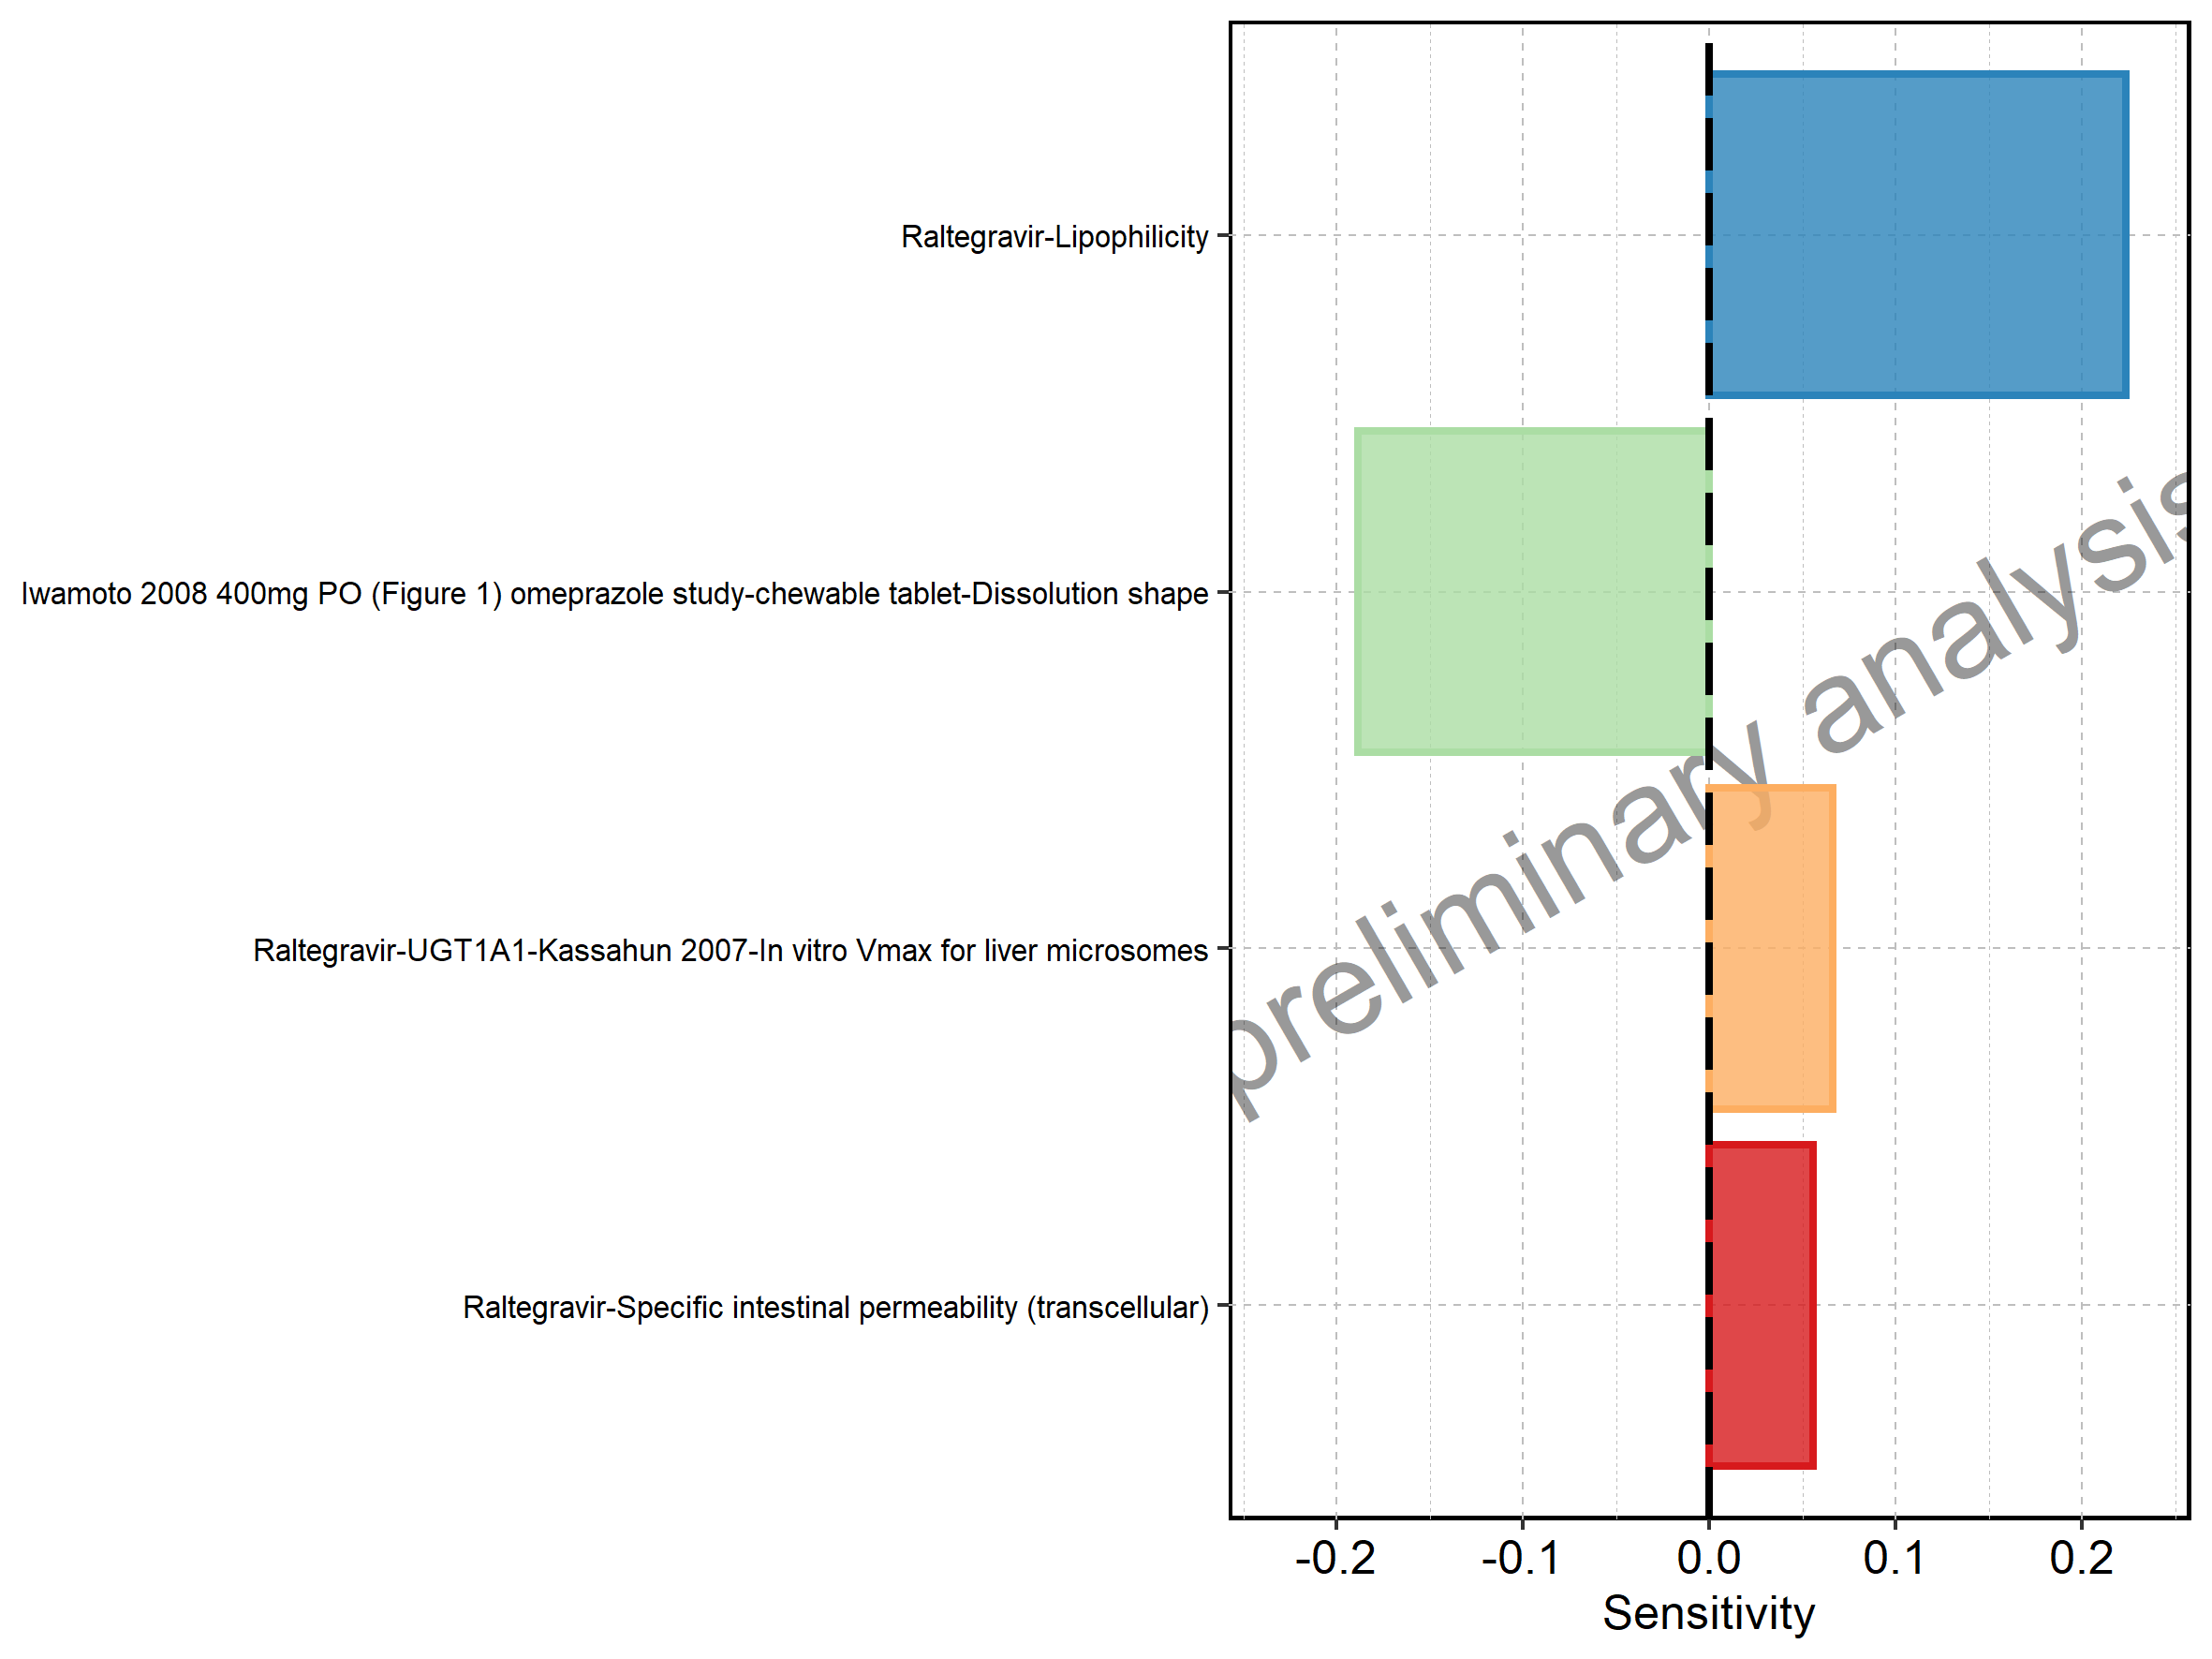 Raltegravir-Lipophilicity
Iwamoto 2008 400mg PO (Figure 1) omeprazole study-chewable tablet-Dissolution shape
Raltegravir-UGT1A1-Kassahun 2007-In vitro Vmax for liver microsomes
Raltegravir-Specific intestinal permeability (transcellular)
preliminary analysis
-0.2 -0.1 0.0 0.1 0.2
Sensitivity